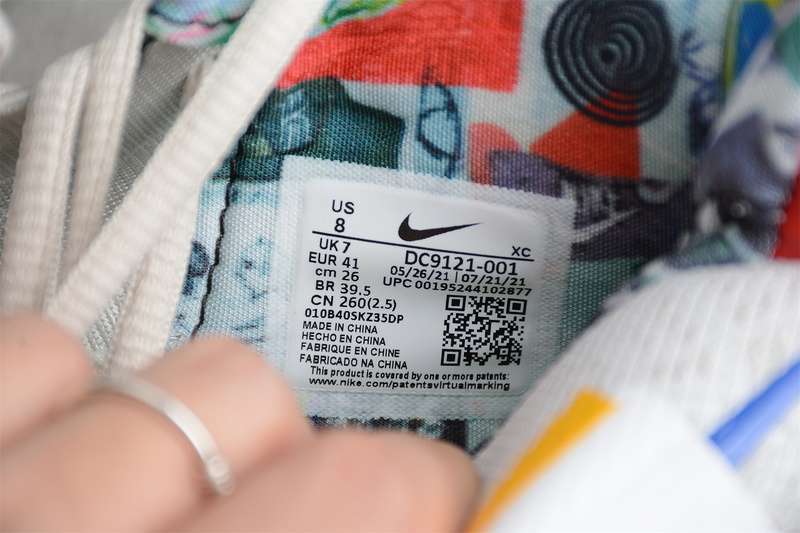 US
8
UK 7
EUR 41
cm 26
BR 39.5
CN 260(2.5)
010B40SKZ35DP
XC
DC9121-001
05/26/21 | 07/21/21
UPC 00195244102877
MADE IN CHINA
HECHO EN CHINA
FABRIQUE EN CHINE
FABRICADO NA CHINA
This product is covered by one or more patents:
www.nike.com/patentsvirtualmarking
NIKE